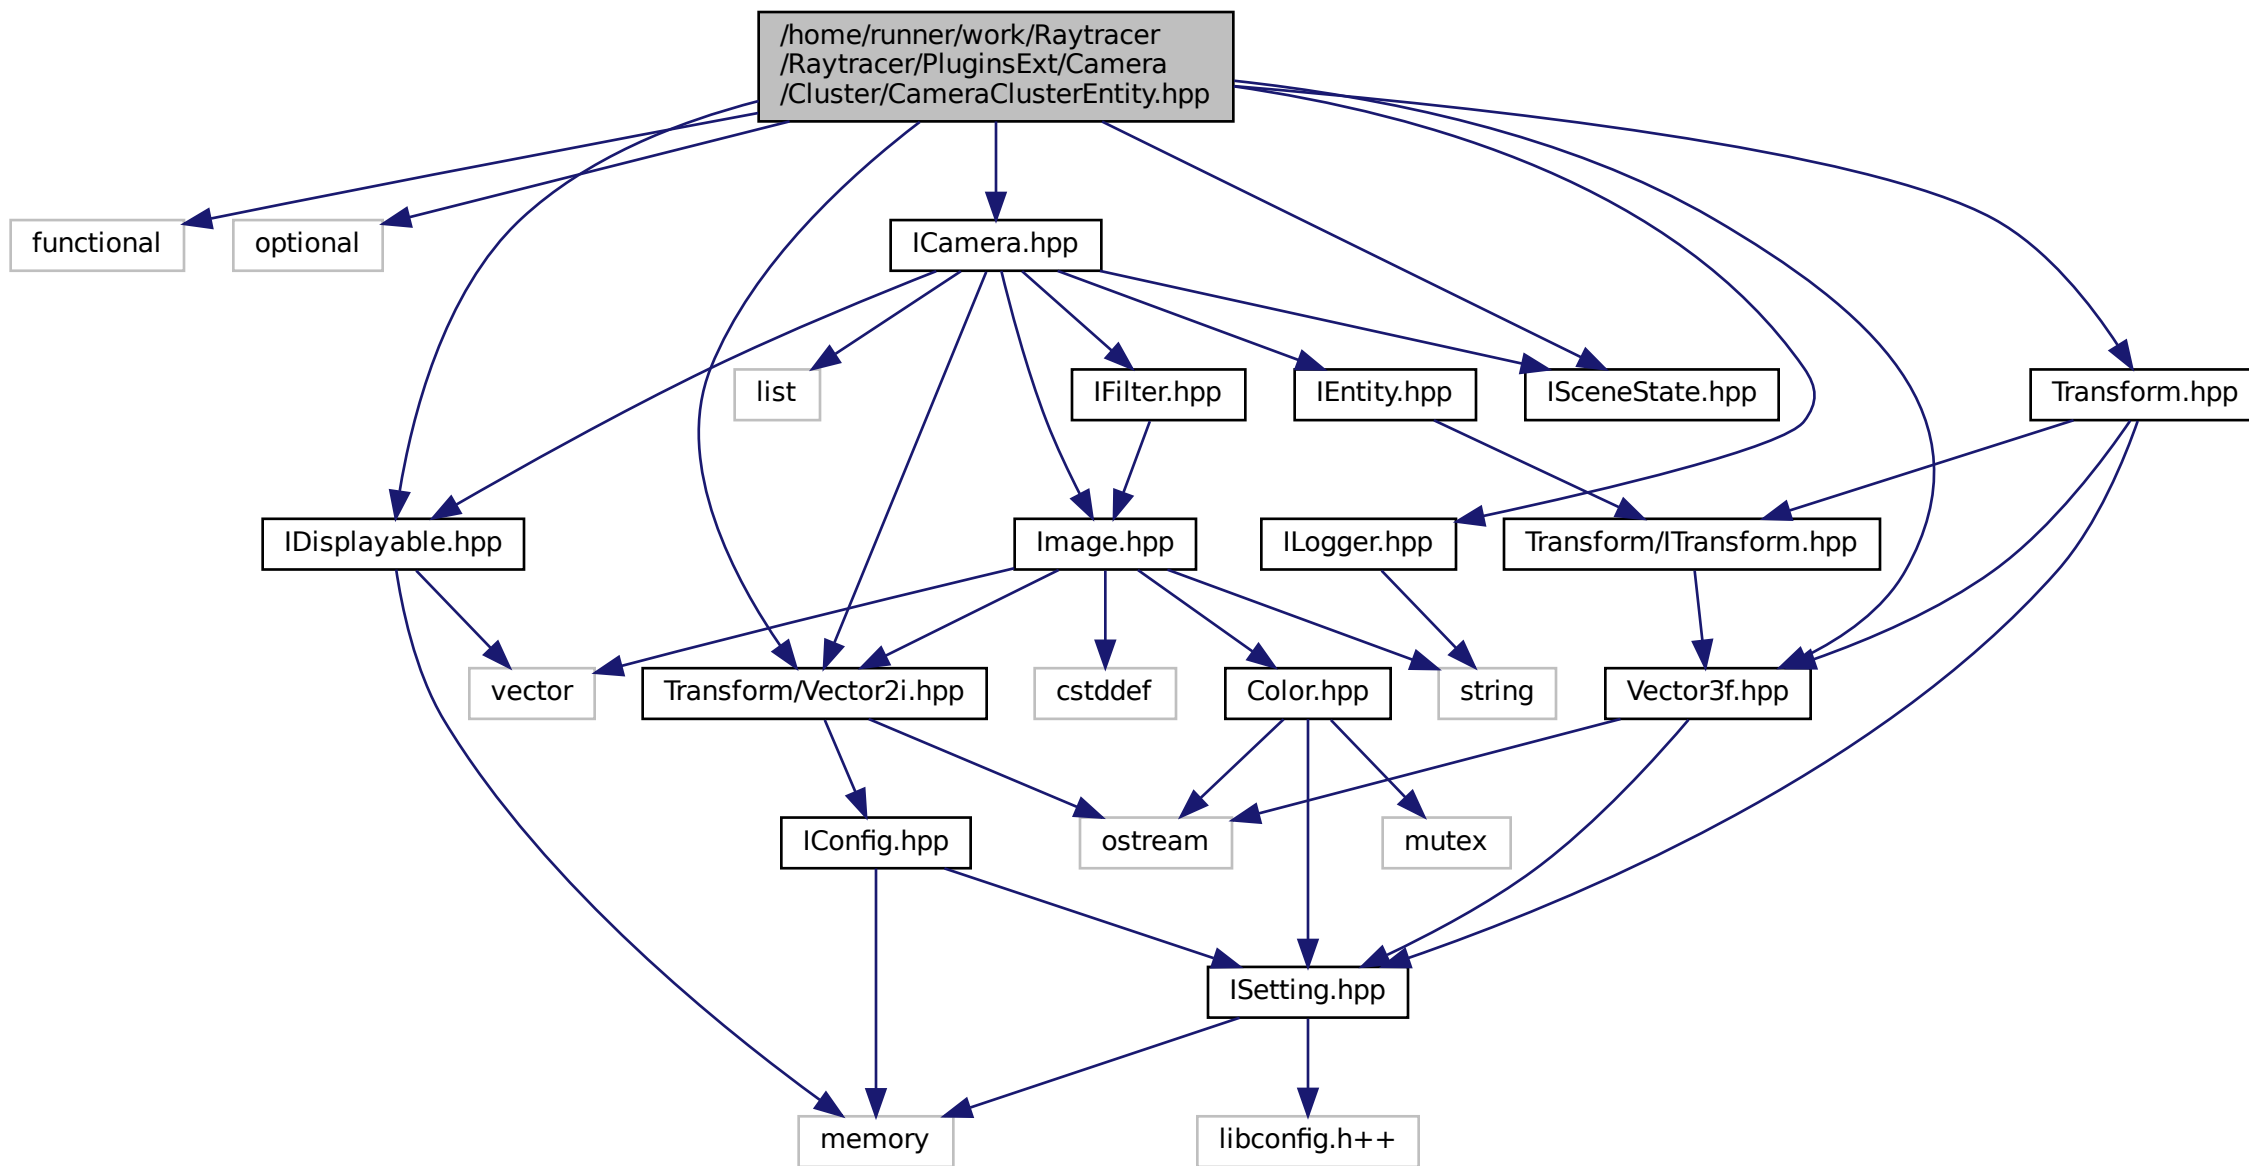 /home/runner/work/Raytracer
/Raytracer/PluginsExt/Camera
/Cluster/CameraClusterEntity.hpp
functional
optional
ICamera.hpp
list
IFilter.hpp
IEntity.hpp
ISceneState.hpp
Transform.hpp
IDisplayable.hpp
Image.hpp
ILogger.hpp
Transform/ITransform.hpp
vector
Transform/Vector2i.hpp
cstddef
Color.hpp
string
Vector3f.hpp
IConfig.hpp
ostream
mutex
ISetting.hpp
memory
libconfig.h++